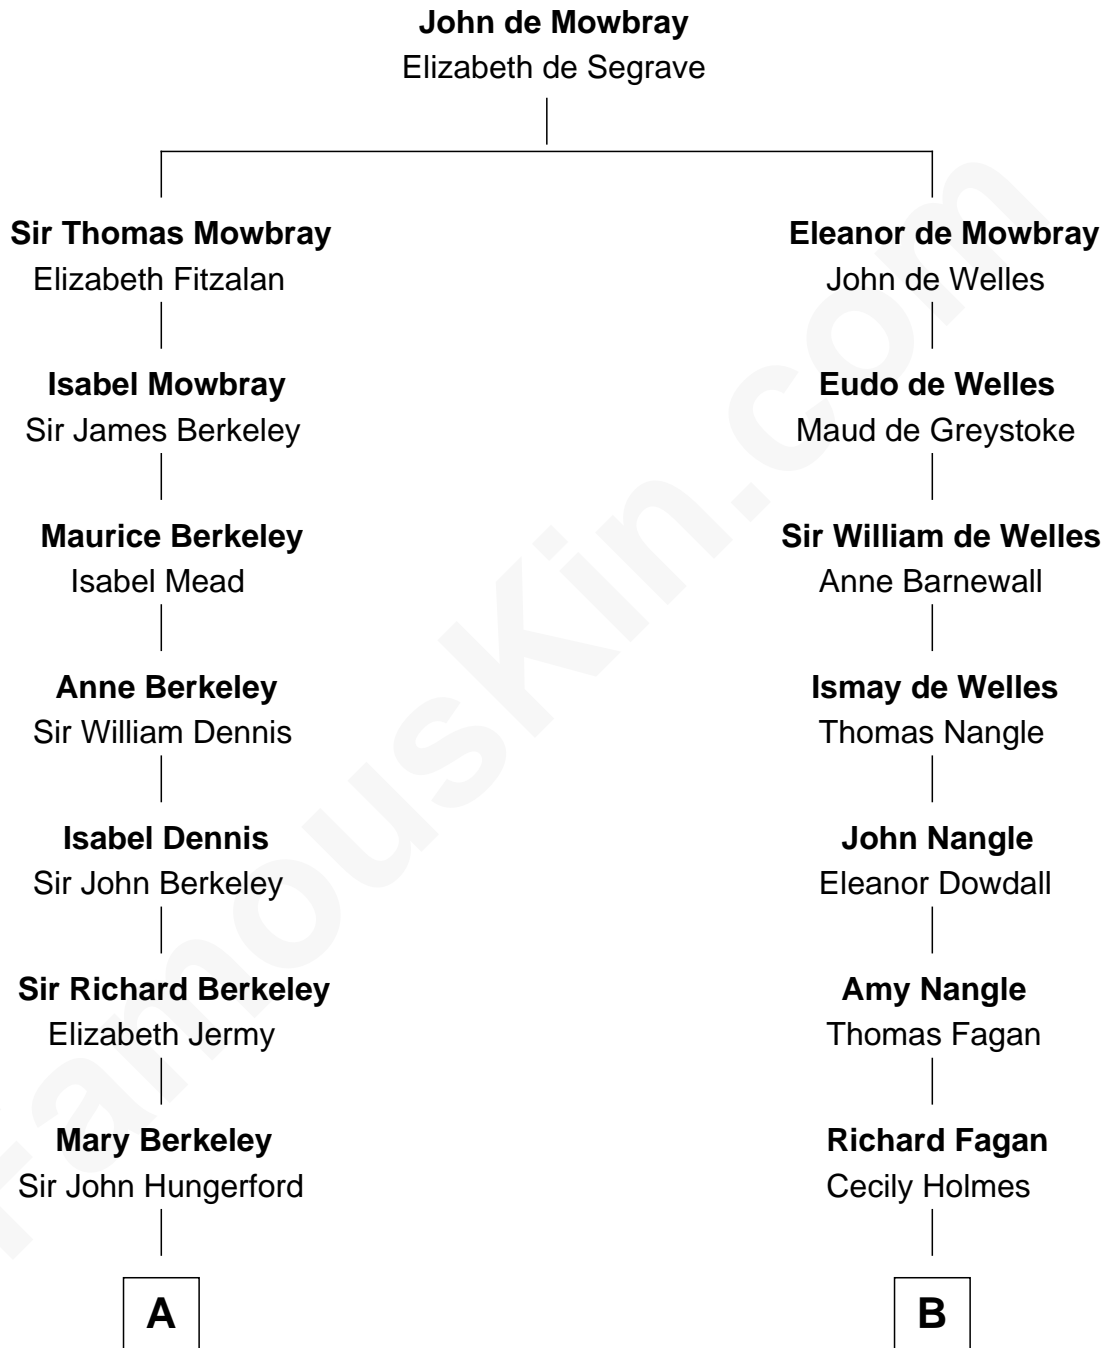 John de Mowbray
Elizabeth de Segrave
Sir Thomas Mowbray
Elizabeth Fitzalan
Eleanor de Mowbray
John de Welles
Isabel Mowbray
Sir James Berkeley
Eudo de Welles
Maud de Greystoke
Maurice Berkeley
Isabel Mead
Sir William de Welles
Anne Barnewall
Anne Berkeley
Sir William Dennis
Ismay de Welles
Thomas Nangle
Isabel Dennis
Sir John Berkeley
John Nangle
Eleanor Dowdall
Sir Richard Berkeley
Elizabeth Jermy
Amy Nangle
Thomas Fagan
Mary Berkeley
Sir John Hungerford
Richard Fagan
Cecily Holmes
A
B
FamousKin.com